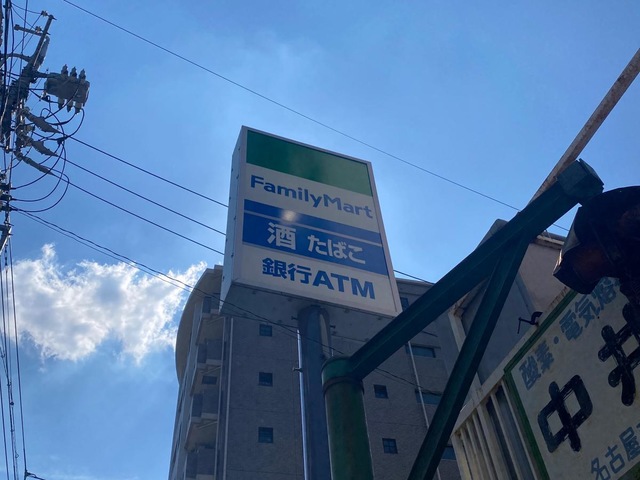 FamilyMart
酒 たばこ
銀行ATM
酸素・電気溶
中井
名古屋